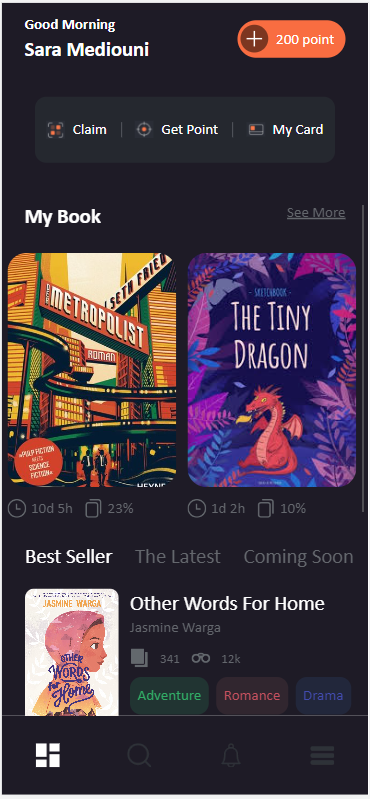 Good Morning
Sara Mediouni
200 point
Claim
Get Point
My Card
My Book
See More
SETH FRIED
METROPOLIST
ROMAN
»PULP FICTION
MEETS
SCIENCE
FICTION«
HEYNE
- SKETCHBOOK -
THE TINY
DRAGON
10d 5h
23%
1d 2h
10%
Best Seller
The Latest
Coming Soon
JASMINE WARGA
OTHER
WORDS
for
Home
Other Words For Home
Jasmine Warga
341
12k
Adventure
Romance
Drama